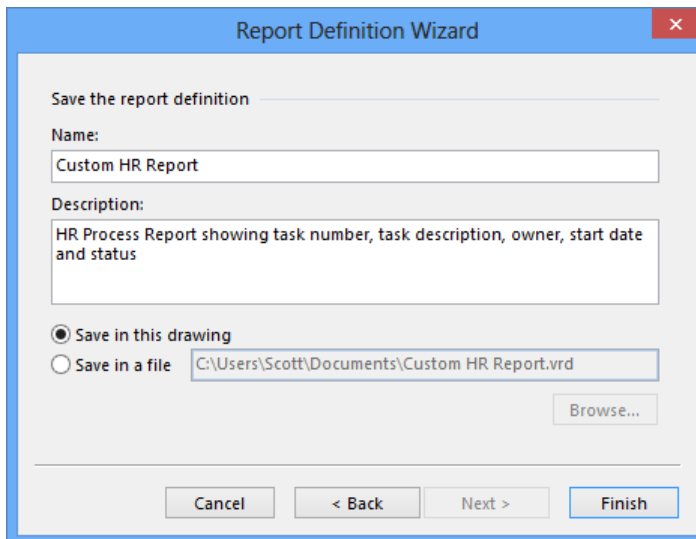 Report Definition Wizard
Save the report definition
Name:
Custom HR Report
Description:
HR Process Report showing task number, task description, owner, start date
and status
Save in this drawing
Save in a file C:\Users\Scott\Documents\Custom HR Report.vrd
Browse...
Cancel < Back Next > Finish